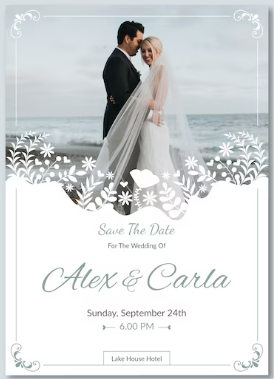 Save The Date
For The Wedding Of
Alex & Carla
Sunday, September 24th
6.00 PM
Lake House Hotel